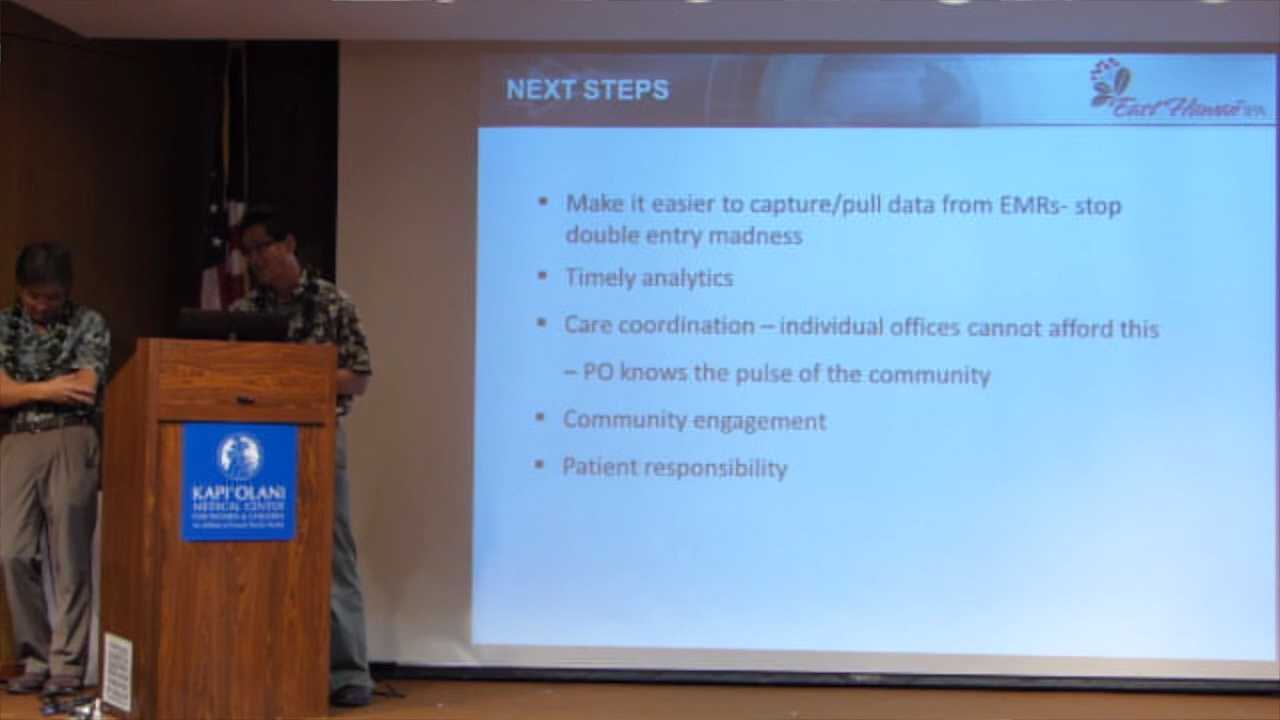 NEXT STEPS
East Hawaii IPA
▪ Make it easier to capture/pull data from EMRs- stop
double entry madness
▪ Timely analytics
▪ Care coordination – individual offices cannot afford this
– PO knows the pulse of the community
▪ Community engagement
▪ Patient responsibility
KAPI'OLANI
MEDICAL CENTER
FOR WOMEN & CHILDREN